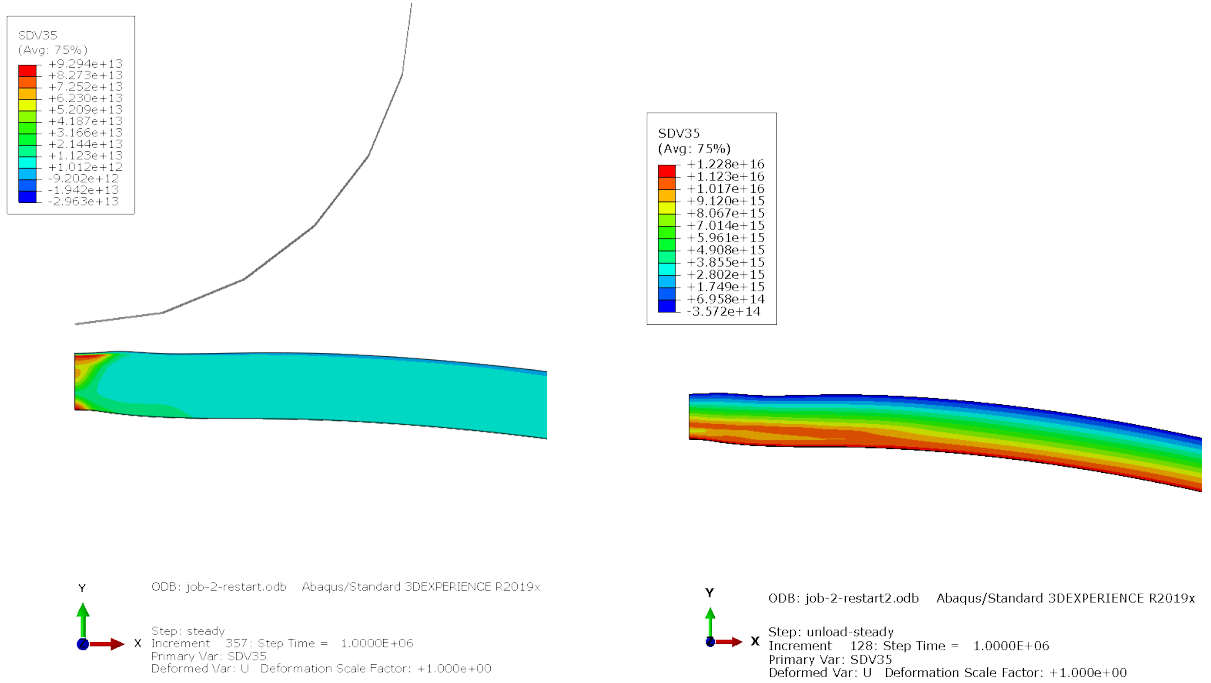 SDV35
(Avg: 75%)
+9.294e+13
+8.273e+13
+7.252e+13
+6.230e+13
+5.209e+13
+4.187e+13
+3.166e+13
+2.144e+13
+1.123e+13
+1.012e+12
-9.202e+12
-1.942e+13
-2.963e+13
Y
X
ODB: job-2-restart.odb Abaqus/Standard 3DEXPERIENCE R2019x
Step: steady
Increment 357: Step Time = 1.0000E+06
Primary Var: SDV35
Deformed Var: U Deformation Scale Factor: +1.000e+00
SDV35
(Avg: 75%)
+1.228e+16
+1.123e+16
+1.017e+16
+9.120e+15
+8.067e+15
+7.014e+15
+5.961e+15
+4.908e+15
+3.855e+15
+2.802e+15
+1.749e+15
+6.958e+14
-3.572e+14
Y
X
ODB: job-2-restart2.odb Abaqus/Standard 3DEXPERIENCE R2019x
Step: unload-steady
Increment 128: Step Time = 1.0000E+06
Primary Var: SDV35
Deformed Var: U Deformation Scale Factor: +1.000e+00